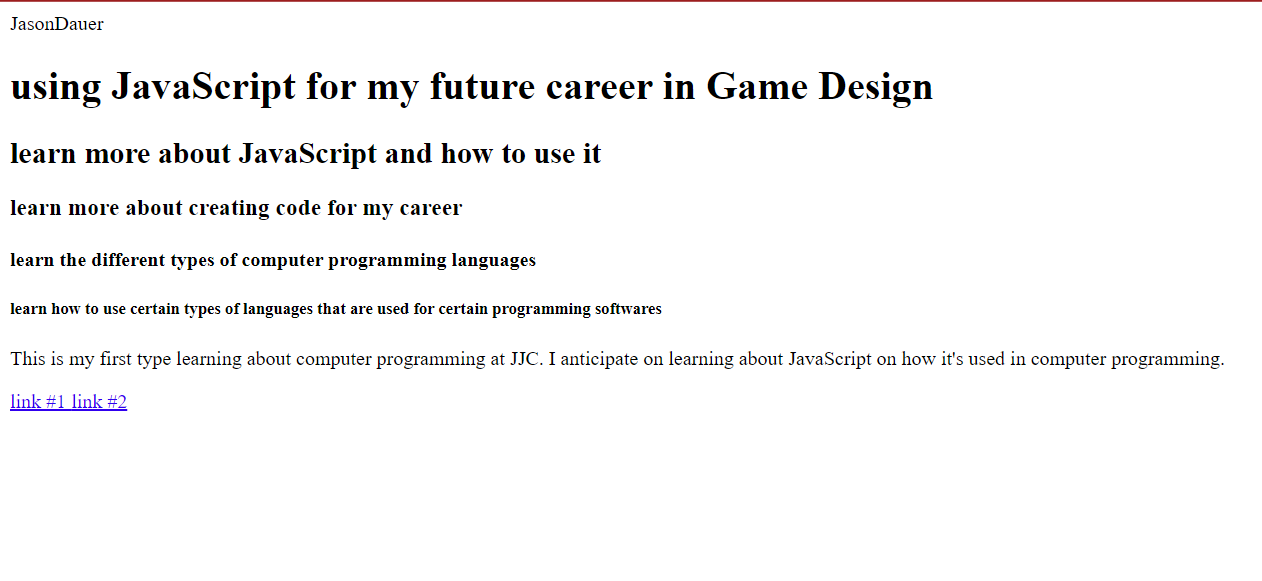 JasonDauer
using JavaScript for my future career in Game Design
learn more about JavaScript and how to use it
learn more about creating code for my career
learn the different types of computer programming languages
learn how to use certain types of languages that are used for certain programming softwares
This is my first type learning about computer programming at JJC. I anticipate on learning about JavaScript on how it's used in computer programming.
link #1 link #2